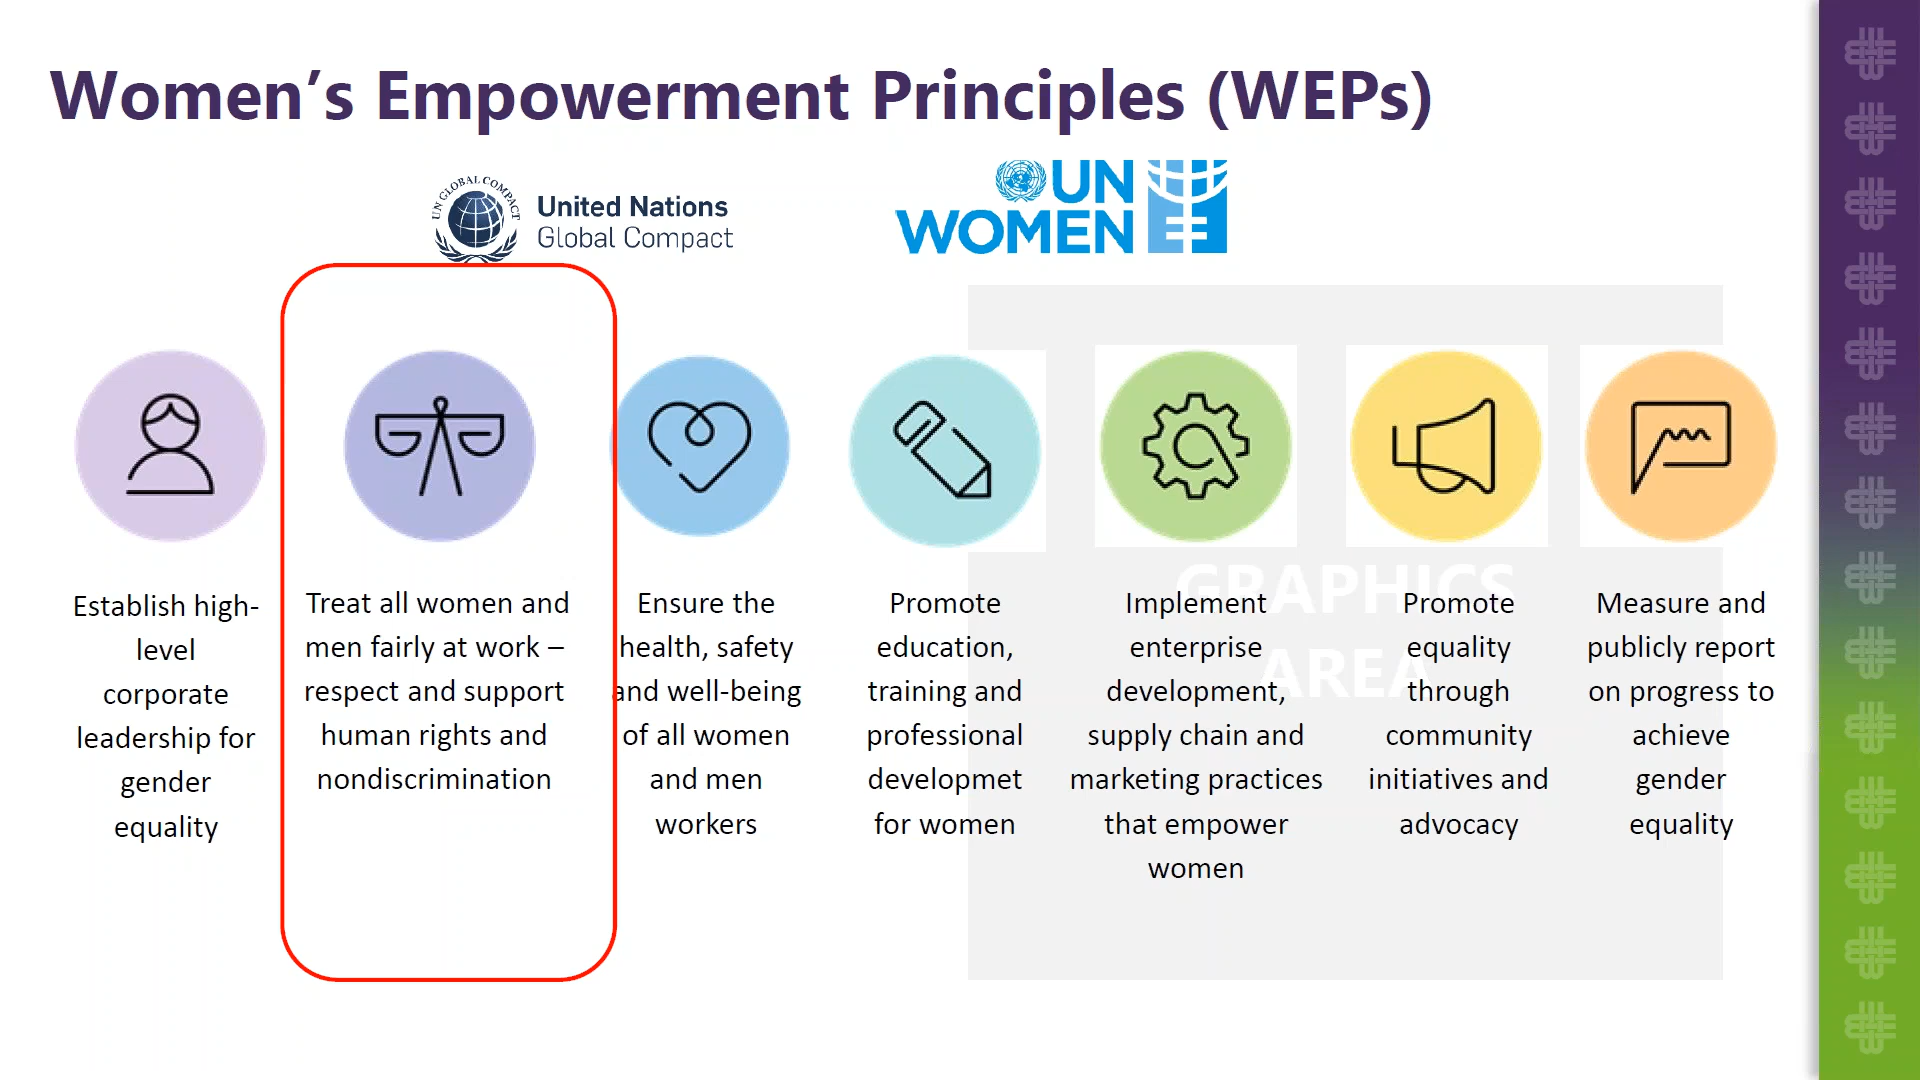 Women's Empowerment Principles (WEPs)
UN GLOBAL COMPACT
United Nations
Global Compact
UN
WOMEN
Establish high-
level
corporate
leadership for
gender
equality
Treat all women and
men fairly at work –
respect and support
human rights and
nondiscrimination
Ensure the
health, safety
and well-being
of all women
and men
workers
Promote
education,
training and
professional
developmet
for women
Implement
enterprise
development,
supply chain and
marketing practices
that empower
women
Promote
equality
through
community
initiatives and
advocacy
Measure and
publicly report
on progress to
achieve
gender
equality
GRAPHICS
AREA